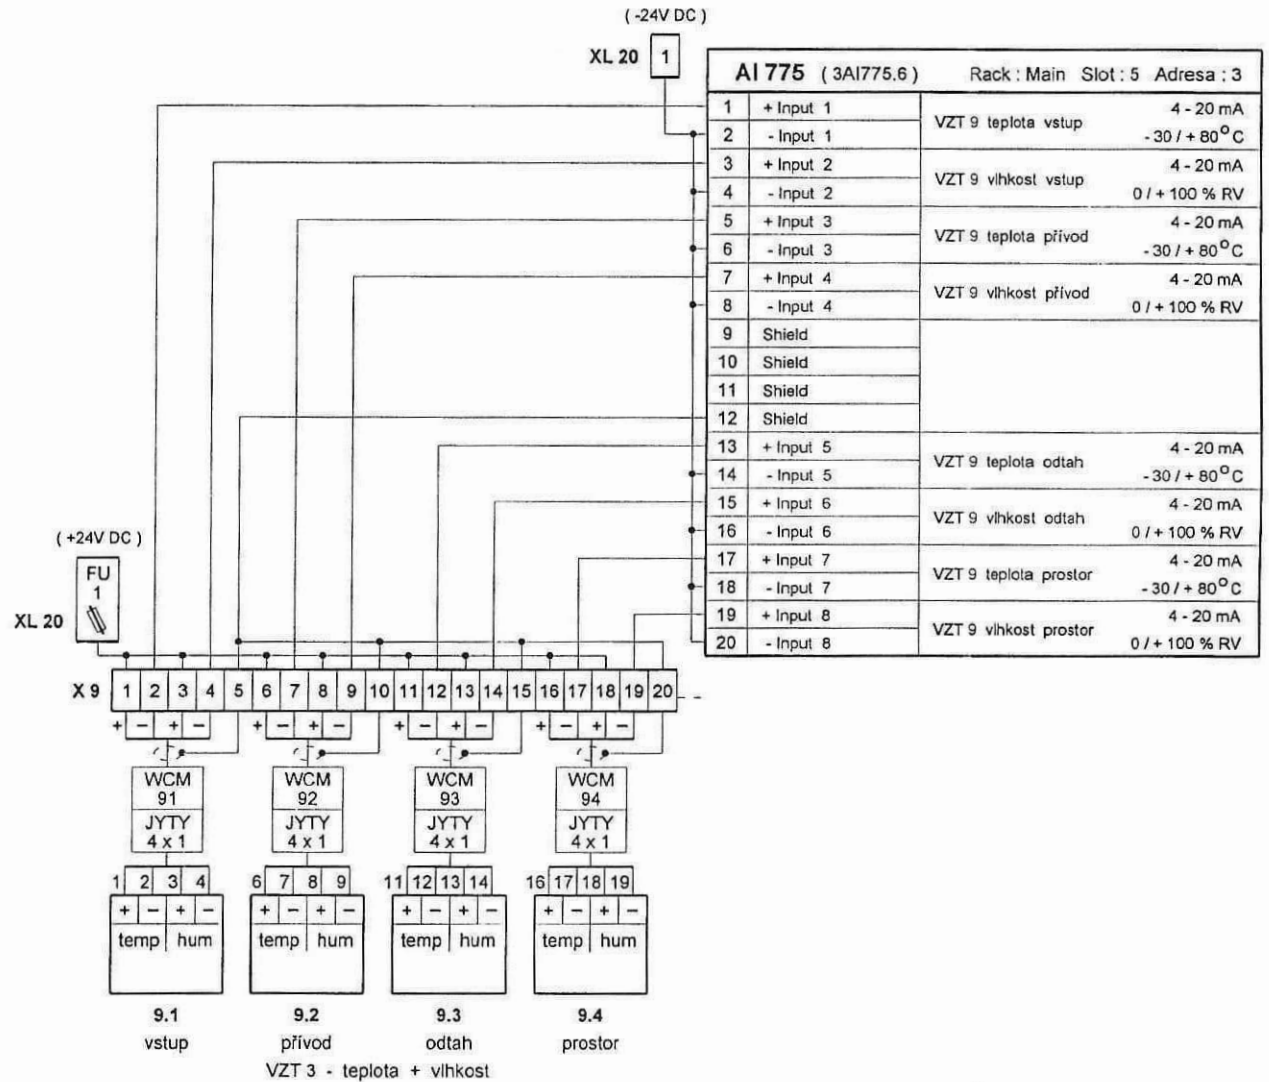 ( -24V DC )
XL 20 1
AI 775 ( 3AI775.6 ) Rack : Main Slot : 5 Adresa : 3
1 + Input 1 VZT 9 teplota vstup 4 - 20 mA
2 - Input 1 - 30 / + 80°C
3 + Input 2 VZT 9 vlhkost vstup 4 - 20 mA
4 - Input 2 0 / + 100 % RV
5 + Input 3 VZT 9 teplota přívod 4 - 20 mA
6 - Input 3 - 30 / + 80°C
7 + Input 4 VZT 9 vlhkost přívod 4 - 20 mA
8 - Input 4 0 / + 100 % RV
9 Shield
10 Shield
11 Shield
12 Shield
13 + Input 5 VZT 9 teplota odtah 4 - 20 mA
14 - Input 5 - 30 / + 80°C
15 + Input 6 VZT 9 vlhkost odtah 4 - 20 mA
16 - Input 6 0 / + 100 % RV
17 + Input 7 VZT 9 teplota prostor 4 - 20 mA
18 - Input 7 - 30 / + 80°C
19 + Input 8 VZT 9 vlhkost prostor 4 - 20 mA
20 - Input 8 0 / + 100 % RV
( +24V DC )
FU
1
XL 20
X 9 1 2 3 4 5 6 7 8 9 10 11 12 13 14 15 16 17 18 19 20
+ - + - + - + - + - + - + - + -
WCM WCM WCM WCM
91 92 93 94
JYTY JYTY JYTY JYTY
4 x 1 4 x 1 4 x 1 4 x 1
1 2 3 4 6 7 8 9 11 12 13 14 16 17 18 19
+ - + - + - + - + - + - + - + -
temp hum temp hum temp hum temp hum
9.1 9.2 9.3 9.4
vstup přívod odtah prostor
VZT 3 - teplota + vlhkost